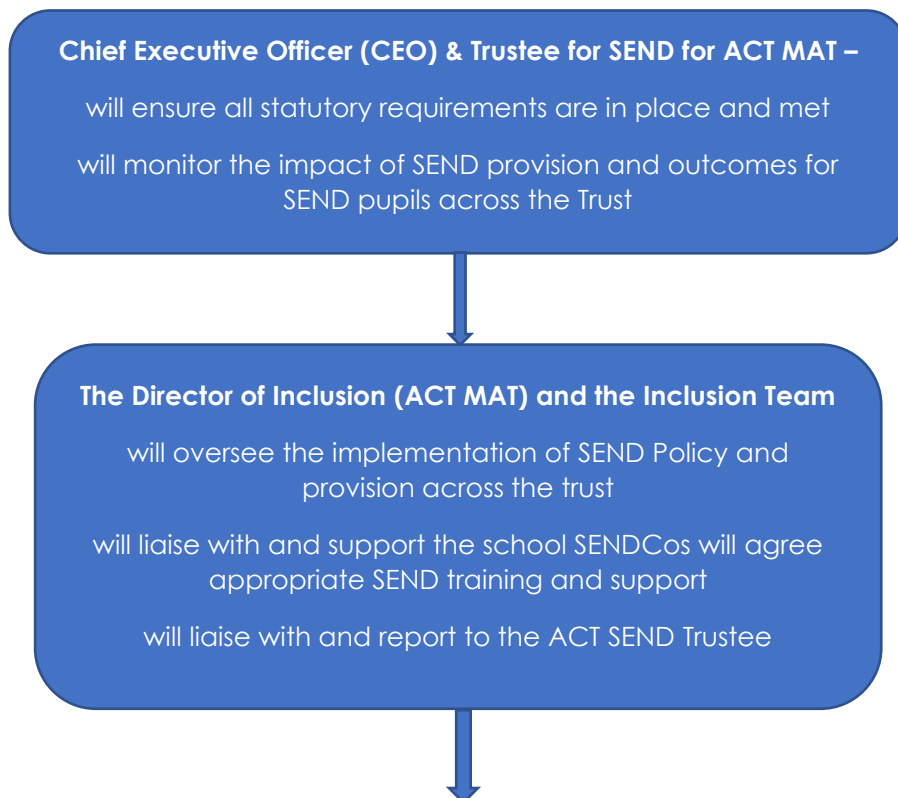 Chief Executive Officer (CEO) & Trustee for SEND for ACT MAT –
will ensure all statutory requirements are in place and met
will monitor the impact of SEND provision and outcomes for
SEND pupils across the Trust
The Director of Inclusion (ACT MAT) and the Inclusion Team
will oversee the implementation of SEND Policy and
provision across the trust
will liaise with and support the school SENDCos will agree
appropriate SEND training and support
will liaise with and report to the ACT SEND Trustee